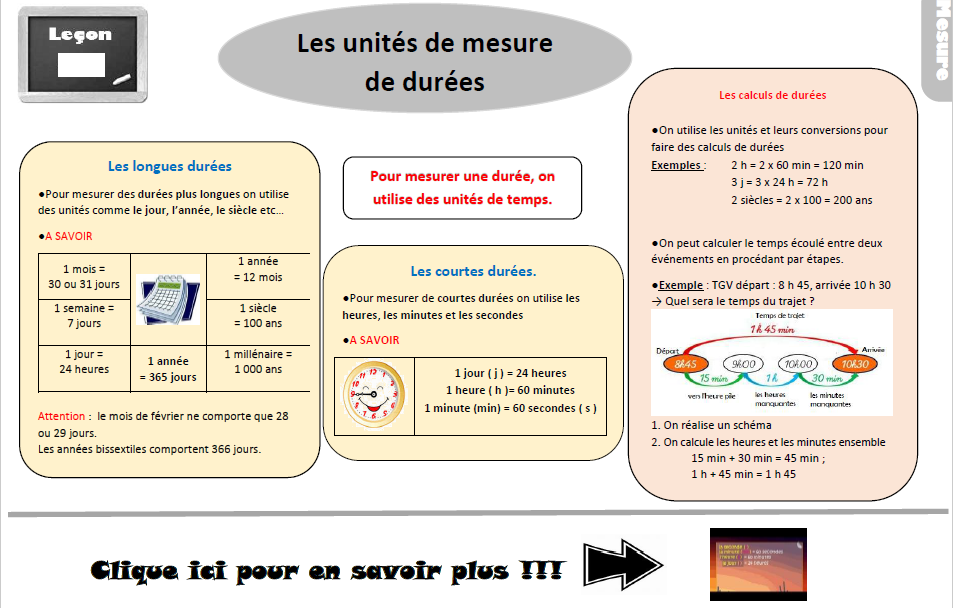 Leçon
Les unités de mesure
de durées
Mesure
Les longues durées
●Pour mesurer des durées plus longues on utilise
des unités comme le jour, l'année, le siècle etc…
●A SAVOIR
1 mois =
30 ou 31 jours
1 année
= 12 mois
1 semaine =
7 jours
1 siècle
= 100 ans
1 jour =
24 heures
1 année
= 365 jours
1 millénaire =
1 000 ans
Attention : le mois de février ne comporte que 28
ou 29 jours.
Les années bissextiles comportent 366 jours.
Pour mesurer une durée, on
utilise des unités de temps.
Les courtes durées.
●Pour mesurer de courtes durées on utilise les
heures, les minutes et les secondes
●A SAVOIR
1 jour ( j ) = 24 heures
1 heure ( h )= 60 minutes
1 minute (min) = 60 secondes ( s )
Les calculs de durées
●On utilise les unités et leurs conversions pour
faire des calculs de durées
Exemples : 2 h = 2 x 60 min = 120 min
3 j = 3 x 24 h = 72 h
2 siècles = 2 x 100 = 200 ans
●On peut calculer le temps écoulé entre deux
événements en procédant par étapes.
●Exemple : TGV départ : 8 h 45, arrivée 10 h 30
→ Quel sera le temps du trajet ?
Temps de trajet
1 h 45 min
Départ
Arrivée
8h45 9h00 10h00 10h30
15 min 1 h 30 min
vers l'heure pile
les heures
manquantes
les minutes
manquantes
1. On réalise un schéma
2. On calcule les heures et les minutes ensemble
15 min + 30 min = 45 min ;
1 h + 45 min = 1 h 45
Clique ici pour en savoir plus !!!